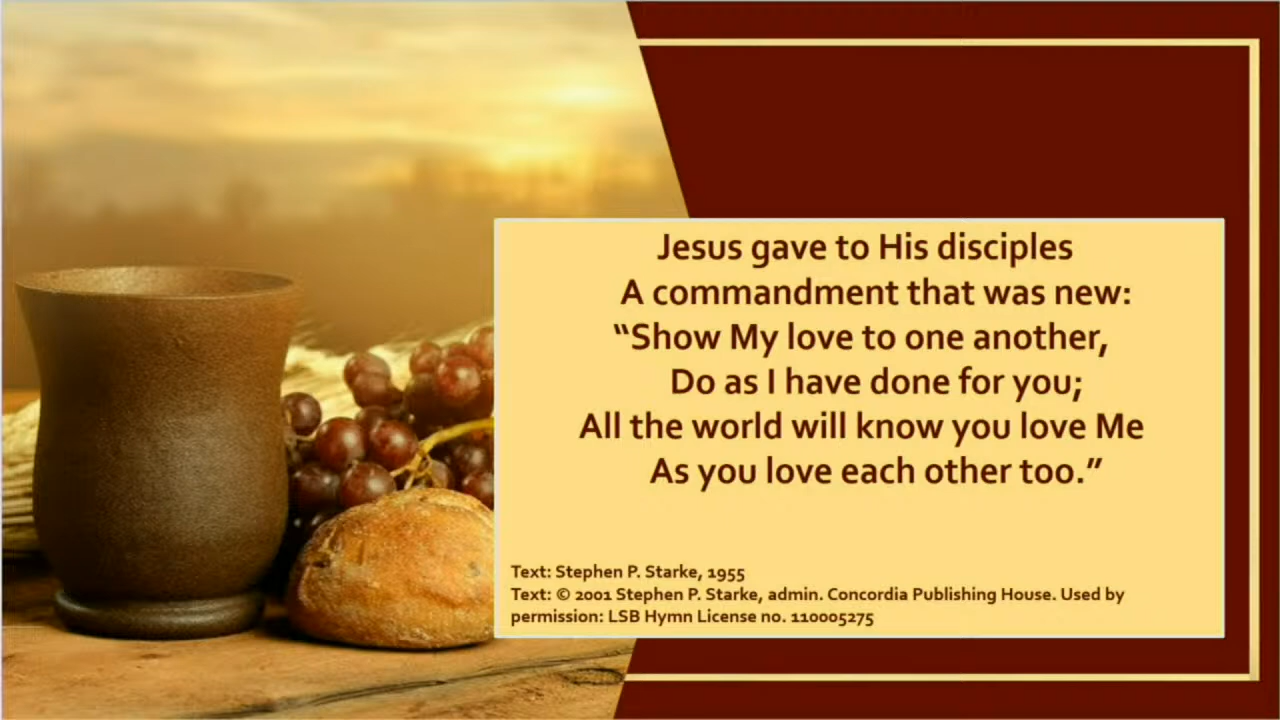 Jesus gave to His disciples
A commandment that was new:
“Show My love to one another,
Do as I have done for you;
All the world will know you love Me
As you love each other too.”
Text: Stephen P. Starke, 1955
Text: © 2001 Stephen P. Starke, admin. Concordia Publishing House. Used by
permission: LSB Hymn License no. 110005275